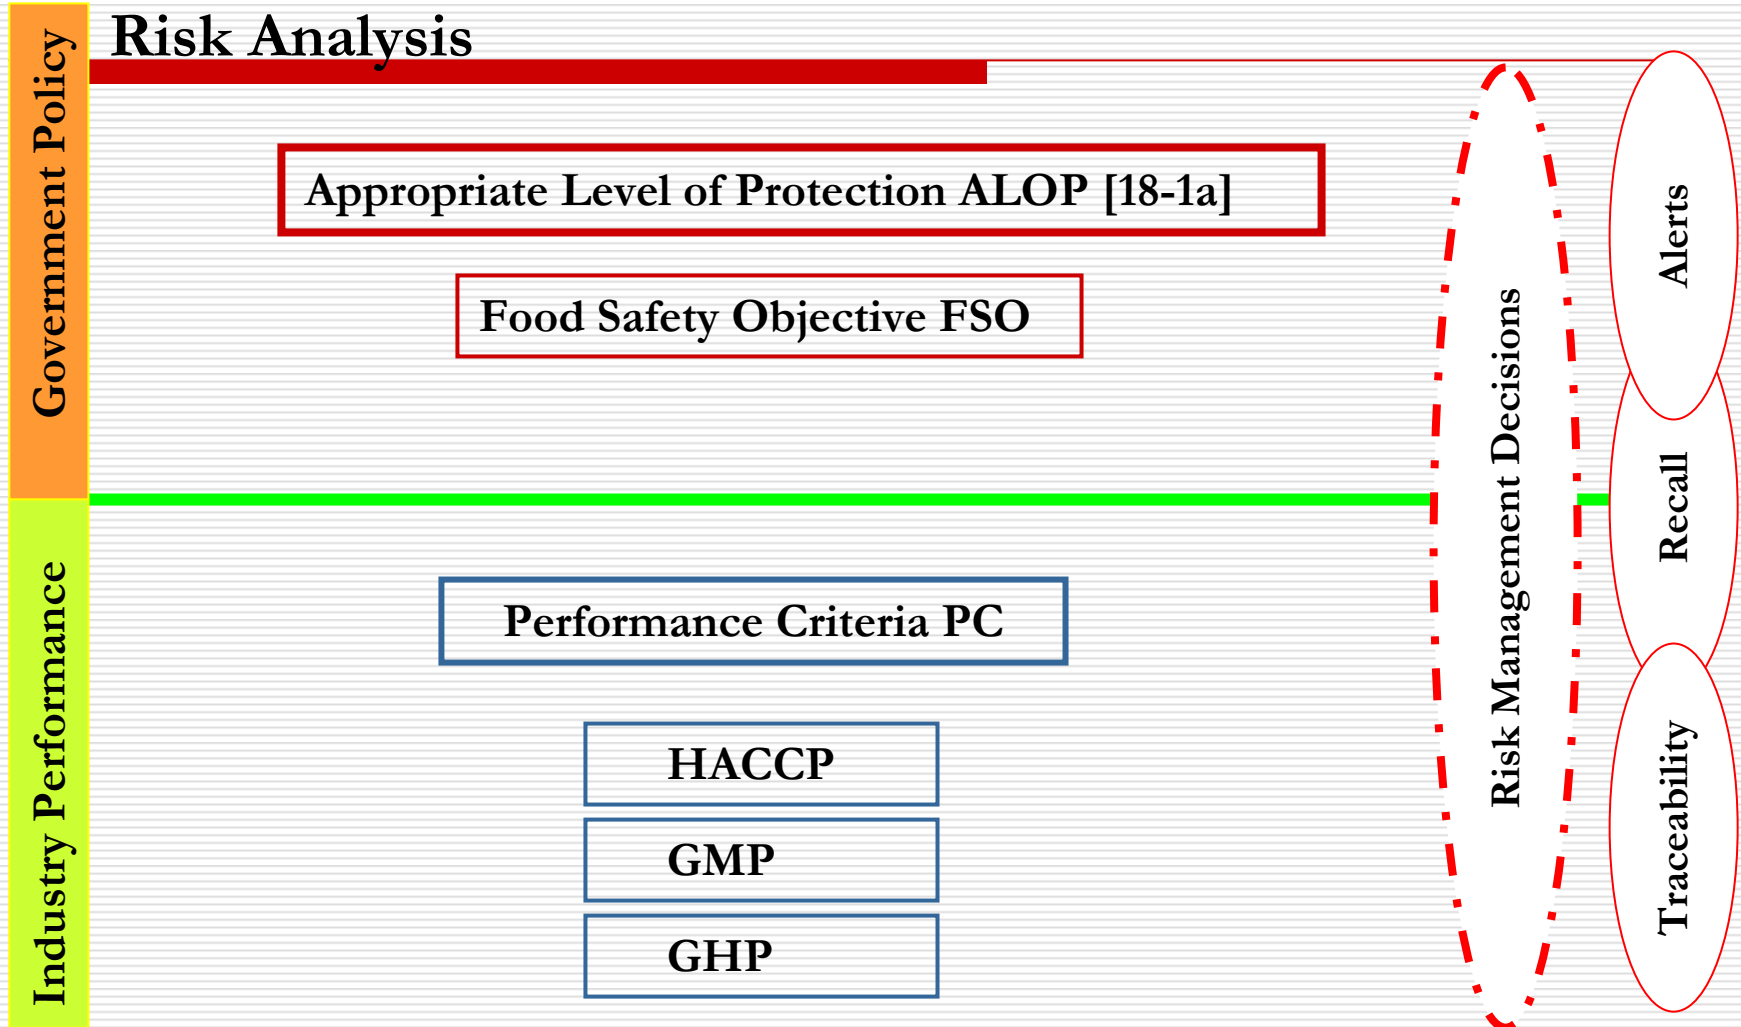 Risk Analysis
Government Policy
Appropriate Level of Protection ALOP [18-1a]
Food Safety Objective FSO
Industry Performance
Performance Criteria PC
HACCP
GMP
GHP
Risk Management Decisions
Alerts
Recall
Traceability